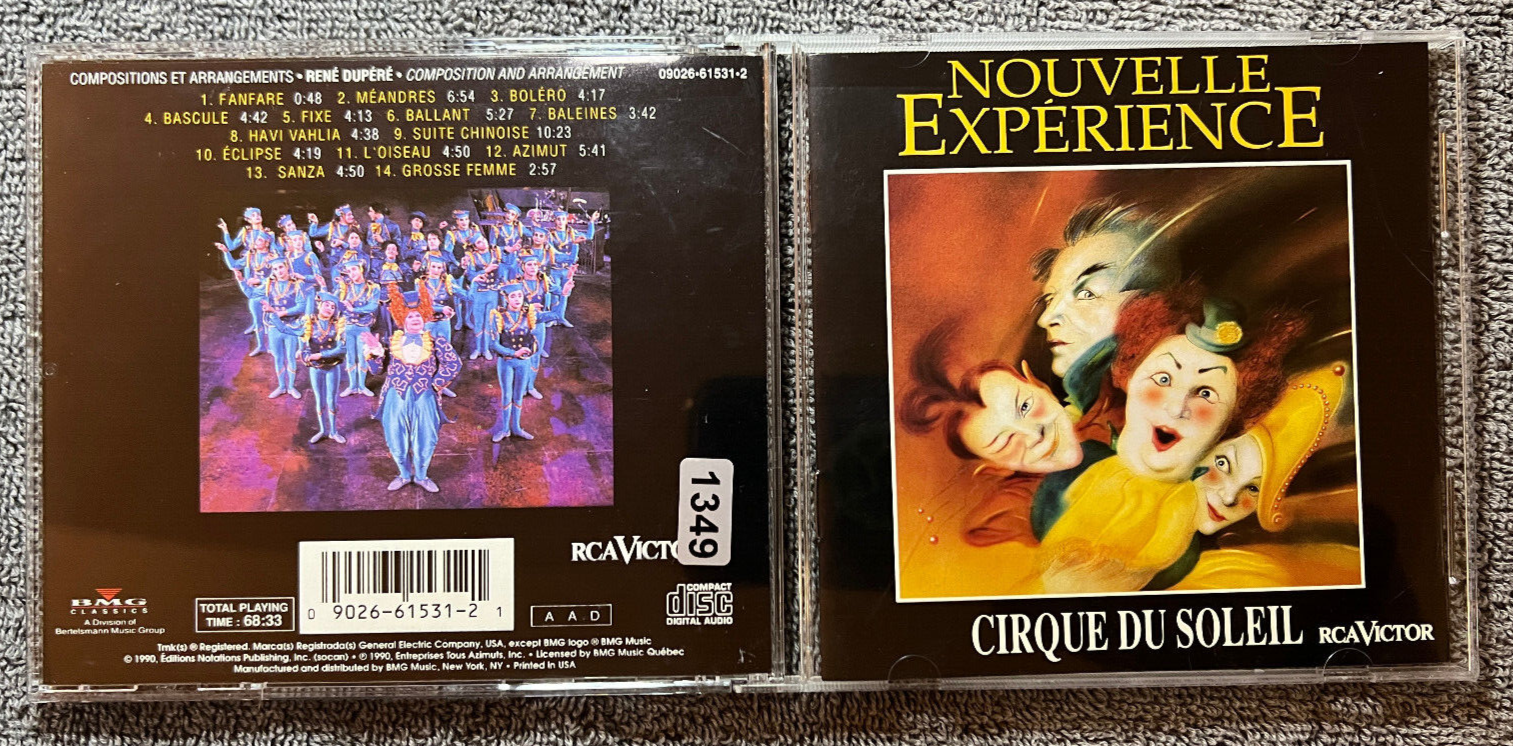 COMPOSITIONS ET ARRANGEMENTS • RENÉ DUPÉRÉ • COMPOSITION AND ARRANGEMENT 09026-61531-2
1. FANFARE 0:48 2. MÉANDRES 6:54 3. BOLÉRO 4:17
4. BASCULE 4:42 5. FIXE 4:13 6. BALLANT 5:27 7. BALEINES 3:42
8. HAVI VAHLIA 4:38 9. SUITE CHINOISE 10:23
10. ÉCLIPSE 4:19 11. L'OISEAU 4:50 12. AZIMUT 5:41
13. SANZA 4:50 14. GROSSE FEMME 2:57
1349
RCA VICTO
BMG
CLASSICS
A Division of
Bertelsmann Music Group
TOTAL PLAYING
TIME : 68:33
0 9026-61531-2 1
A A D
COMPACT
disc
DIGITAL AUDIO
Tmk(s) ® Registered. Marca(s) Registrada(s) General Electric Company, USA, except BMG logo ® BMG Music
© 1990, Éditions Notations Publishing, Inc. (socan) • ℗ 1990, Entreprises Tous Azimuts, Inc. • Licensed by BMG Music Québec
Manufactured and distributed by BMG Music, New York, NY • Printed in USA
NOUVELLE
EXPÉRIENCE
CIRQUE DU SOLEIL RCA VICTOR